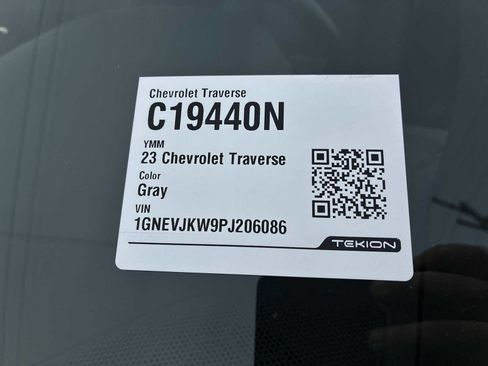 Chevrolet Traverse
C19440N
YMM
23 Chevrolet Traverse
Color
Gray
VIN
1GNEVJKW9PJ206086
TEKION